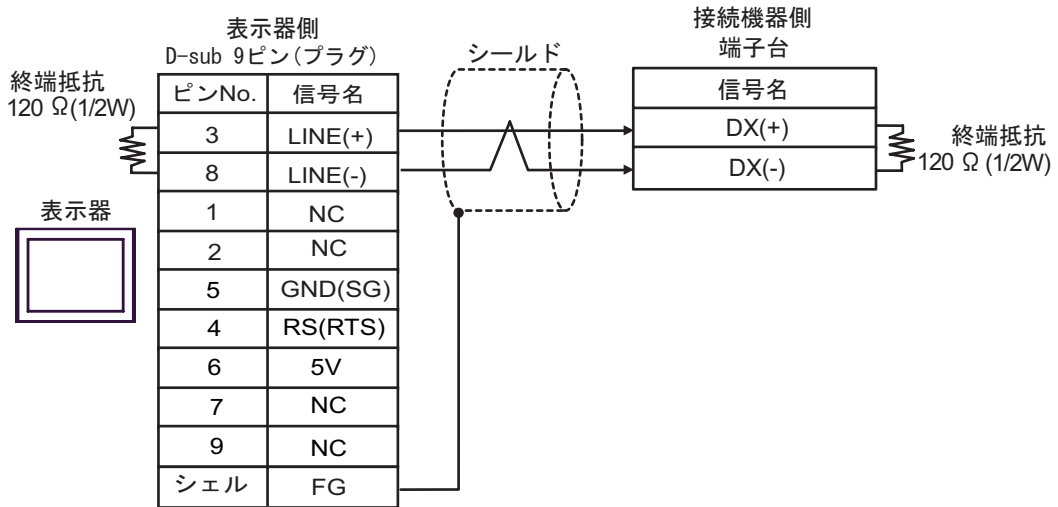 表示器側
D-sub 9ピン(プラグ)
シールド
接続機器側
端子台
終端抵抗
120 Ω(1/2W)
ピンNo. 信号名
信号名
3 LINE(+)
DX(+)
8 LINE(-)
DX(-)
終端抵抗
120 Ω (1/2W)
表示器
1 NC
2 NC
5 GND(SG)
4 RS(RTS)
6 5V
7 NC
9 NC
シェル FG